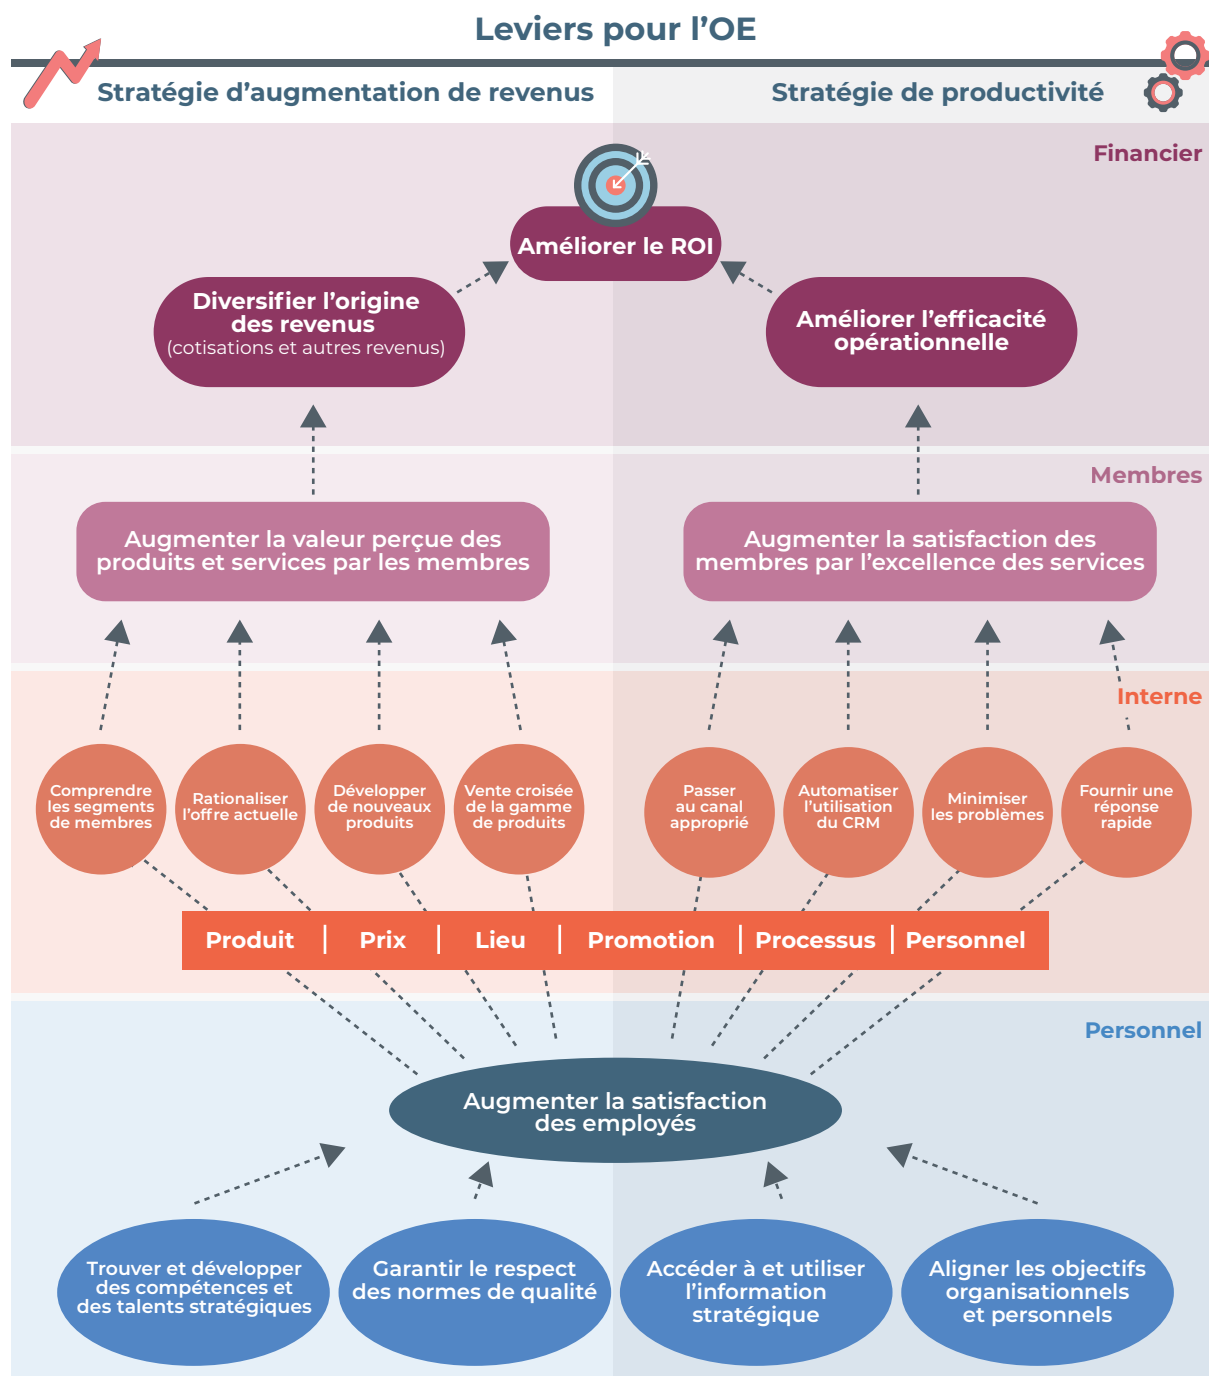 Leviers pour l’OE
Stratégie d’augmentation de revenus
Stratégie de productivité
Financier
Améliorer le ROI
Diversifier l’origine
des revenus
(cotisations et autres revenus)
Améliorer l’efficacité
opérationnelle
Membres
Augmenter la valeur perçue des
produits et services par les membres
Augmenter la satisfaction des
membres par l’excellence des services
Interne
Comprendre
les segments
de membres
Rationaliser
l’offre actuelle
Développer
de nouveaux
produits
Vente croisée
de la gamme
de produits
Passer
au canal
approprié
Automatiser
l’utilisation
du CRM
Minimiser
les problèmes
Fournir une
réponse
rapide
Produit | Prix | Lieu | Promotion | Processus | Personnel
Personnel
Augmenter la satisfaction
des employés
Trouver et développer
des compétences et
des talents stratégiques
Garantir le respect
des normes de qualité
Accéder à et utiliser
l’information
stratégique
Aligner les objectifs
organisationnels
et personnels